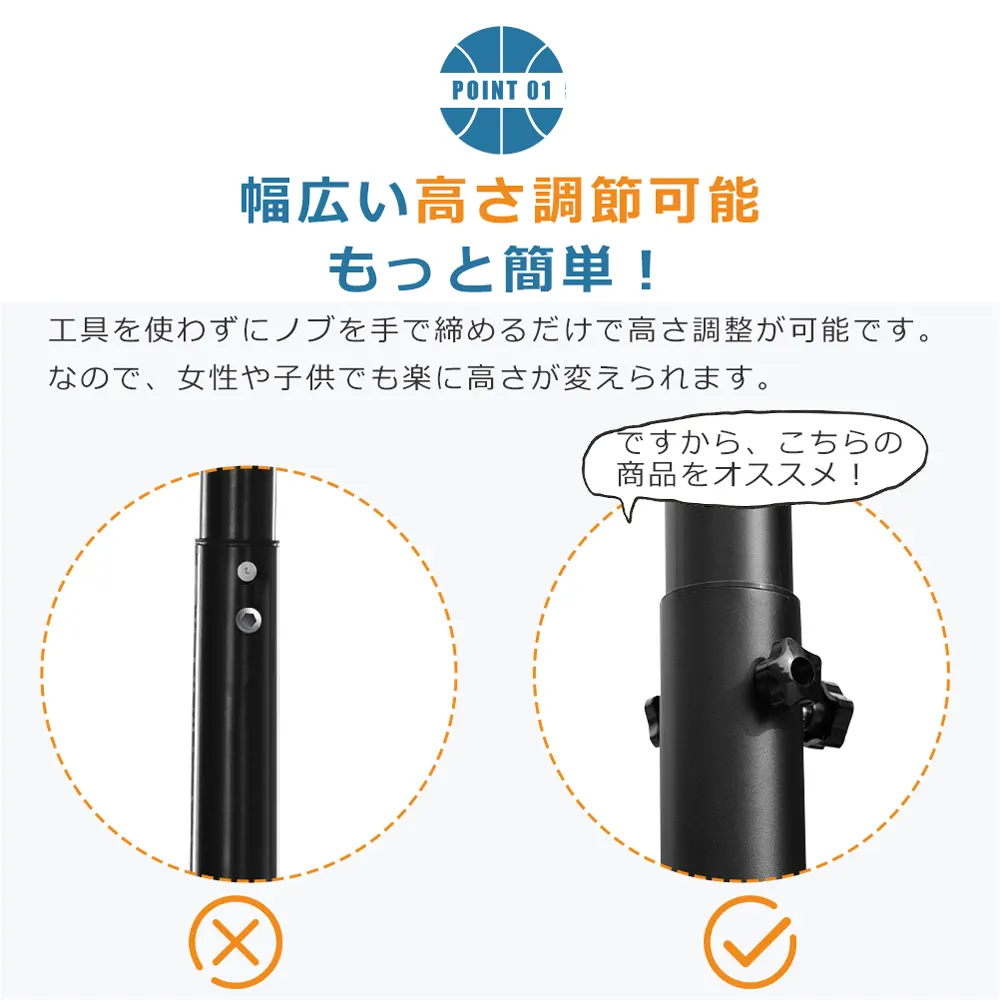 POINT 01
幅広い高さ調節可能
もっと簡単！
工具を使わずにノブを手で締めるだけで高さ調整が可能です。
なので、女性や子供でも楽に高さが変えられます。
ですから、こちらの
商品をオススメ！